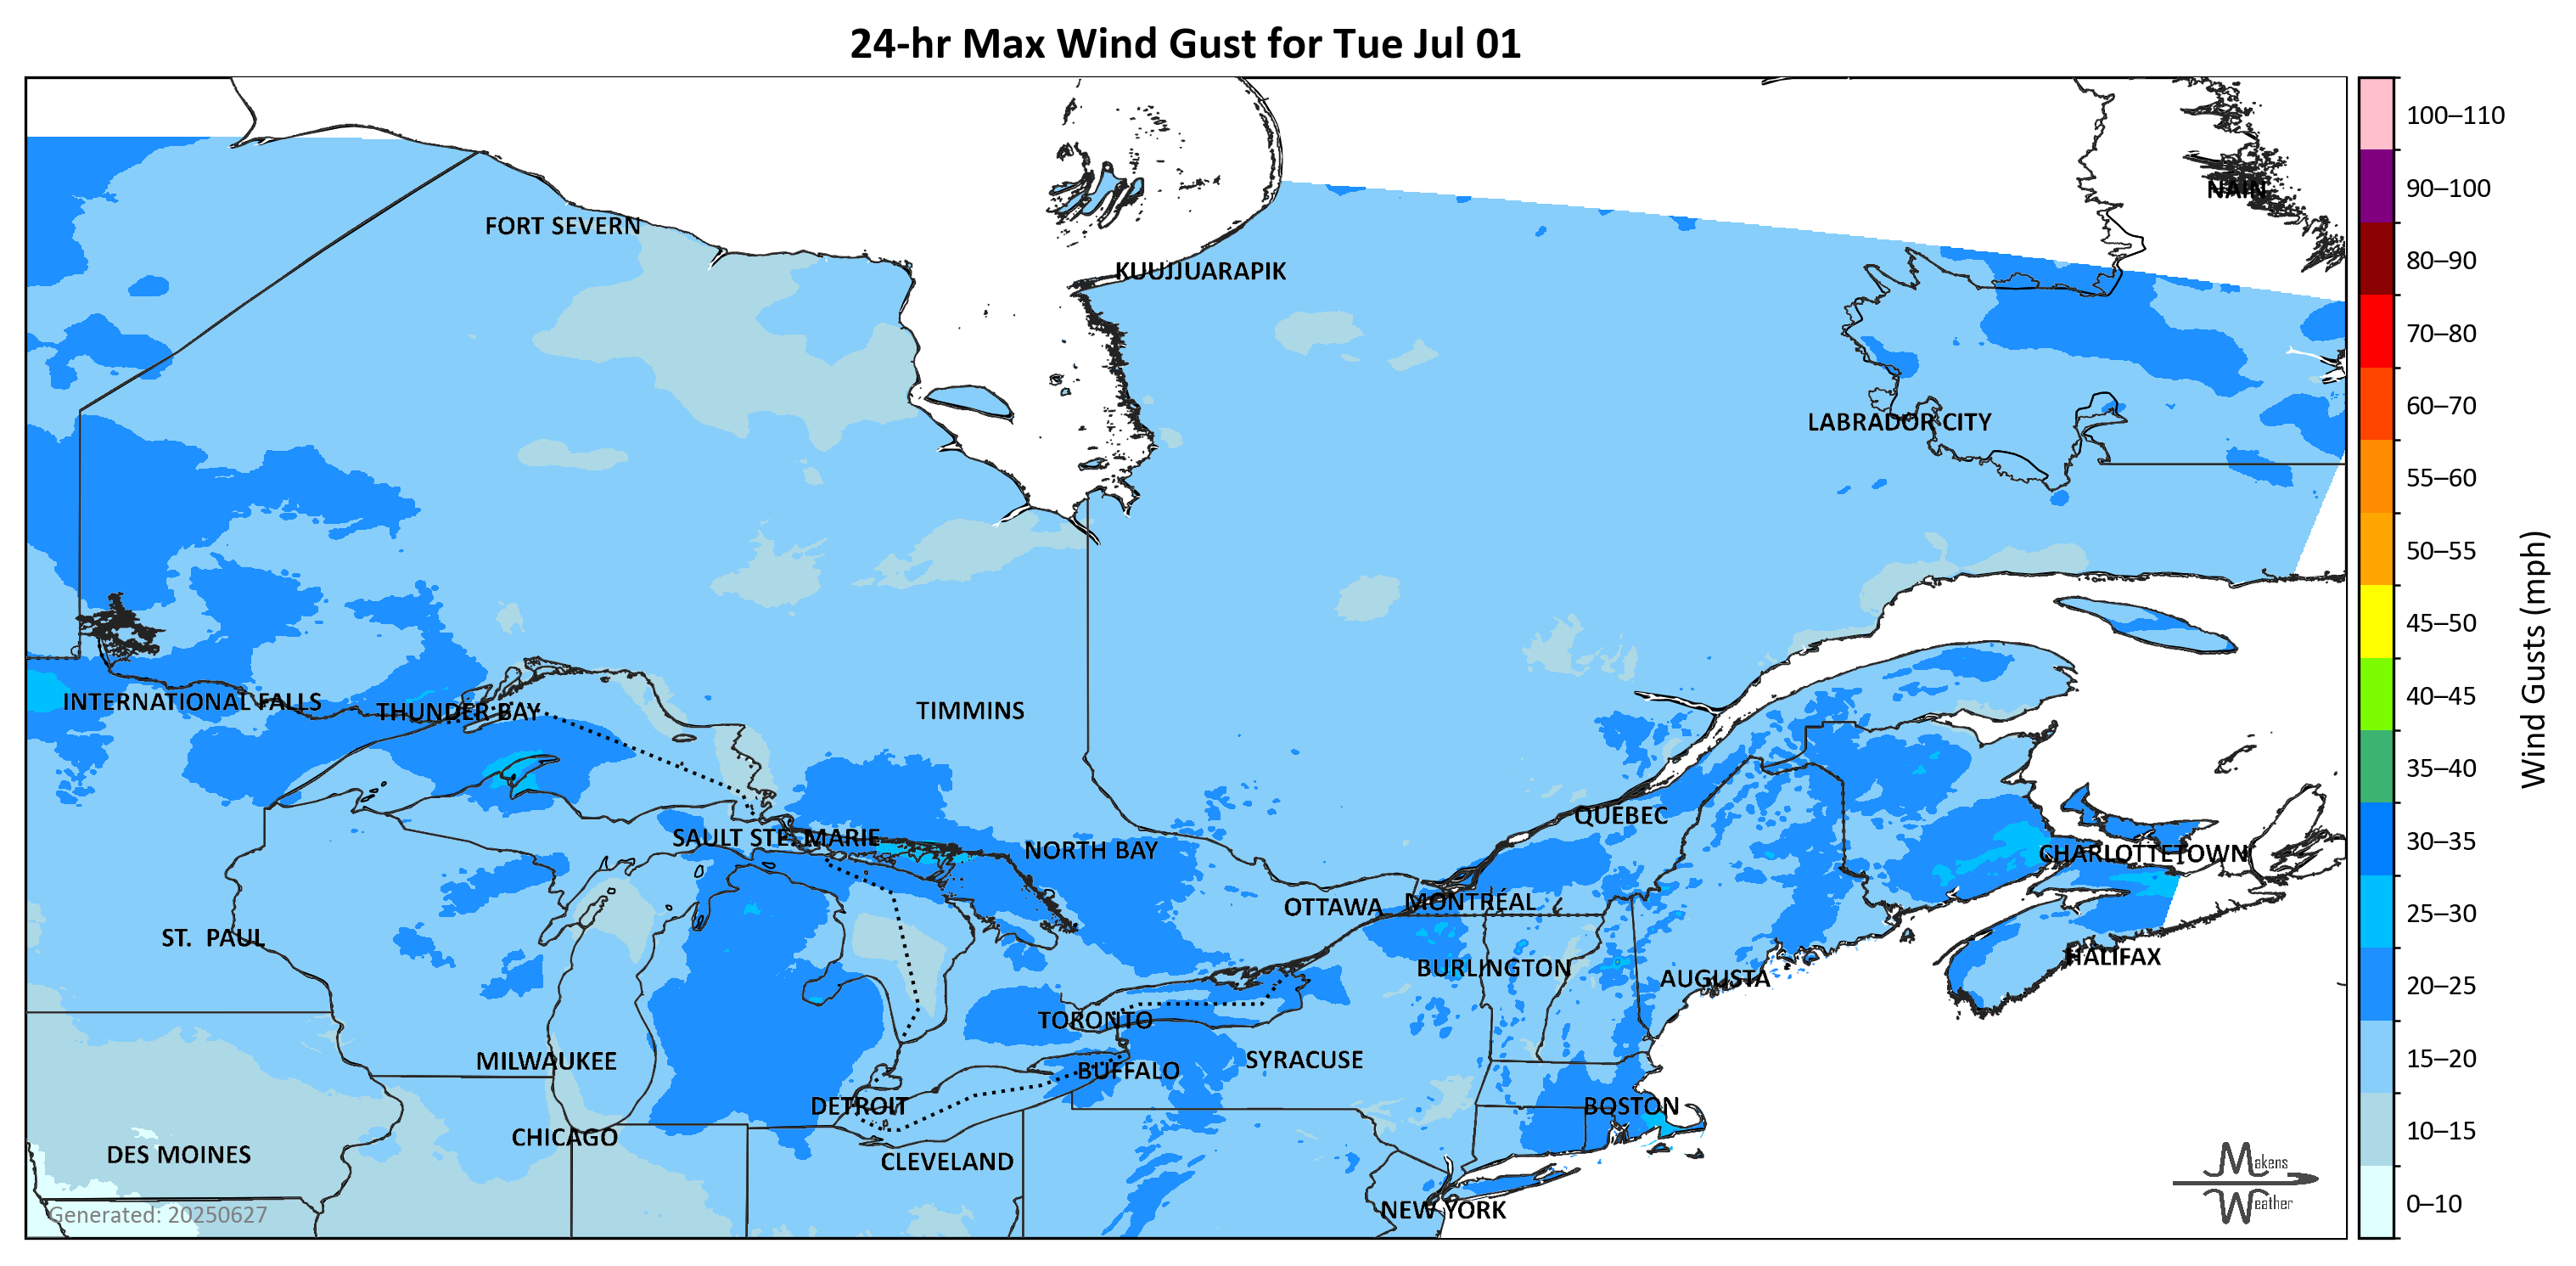 24-hr Max Wind Gust for Tue Jul 01
NAIN
FORT SEVERN
KUUJJUARAPIK
LABRADOR CITY
INTERNATIONAL FALLS
THUNDER BAY
TIMMINS
QUEBEC
SAULT STE. MARIE
NORTH BAY
CHARLOTTETOWN
OTTAWA
MONTRÉAL
ST. PAUL
BURLINGTON
AUGUSTA
HALIFAX
TORONTO
MILWAUKEE
BUFFALO
SYRACUSE
DETROIT
BOSTON
CHICAGO
DES MOINES
CLEVELAND
NEW YORK
Generated: 20250627
Makens
Weather
100–110
90–100
80–90
70–80
60–70
55–60
50–55
45–50
40–45
35–40
30–35
25–30
20–25
15–20
10–15
0–10
Wind Gusts (mph)